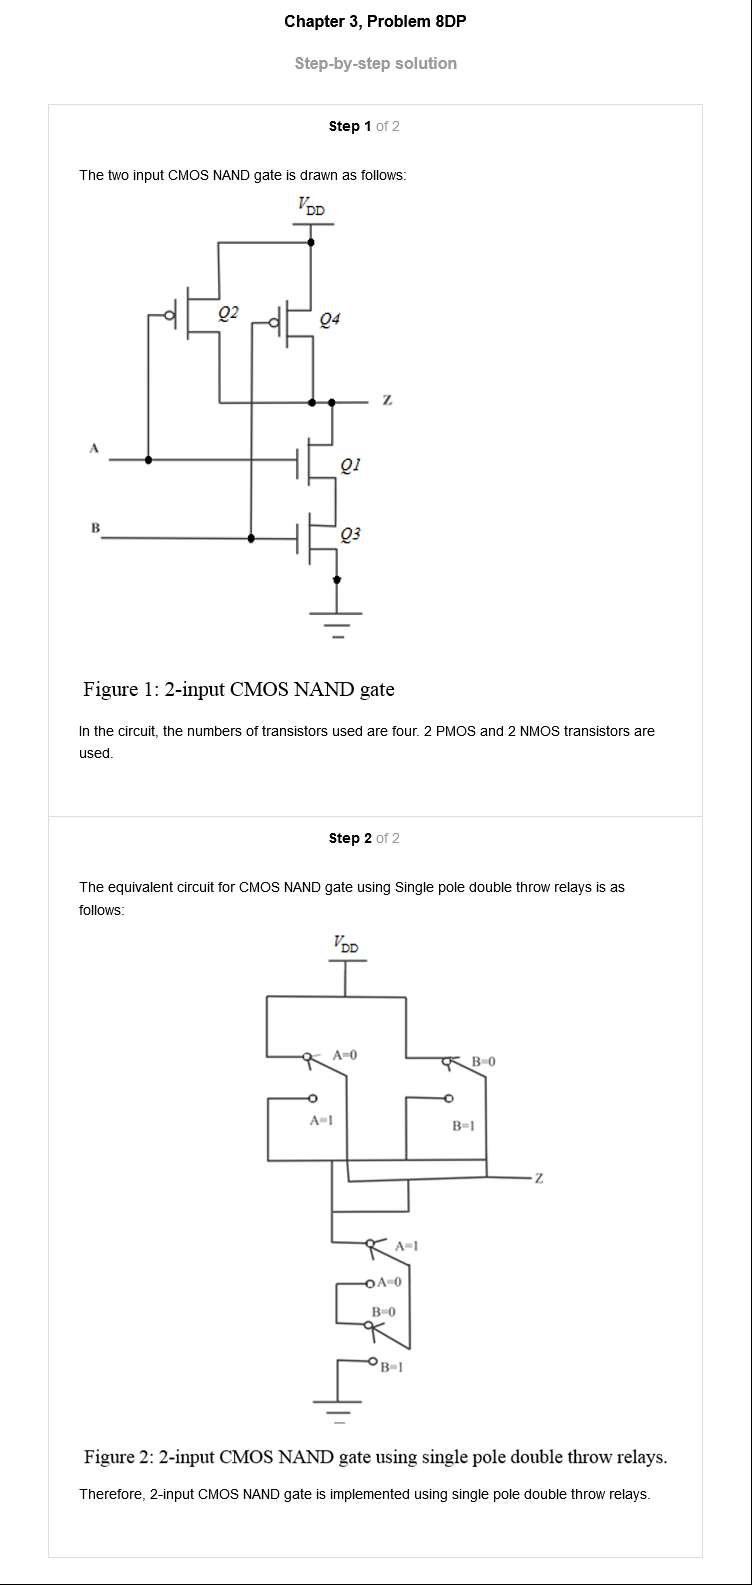 Chapter 3, Problem 8DP
Step-by-step solution
Step 1 of 2
The two input CMOS NAND gate is drawn as follows:
VDD
Q2
Q4
Z
A
Q1
B
Q3
Figure 1: 2-input CMOS NAND gate
In the circuit, the numbers of transistors used are four. 2 PMOS and 2 NMOS transistors are
used.
Step 2 of 2
The equivalent circuit for CMOS NAND gate using Single pole double throw relays is as
follows:
VDD
A=0
B=0
A=1
B=1
Z
A=1
A=0
B=0
B=1
Figure 2: 2-input CMOS NAND gate using single pole double throw relays.
Therefore, 2-input CMOS NAND gate is implemented using single pole double throw relays.